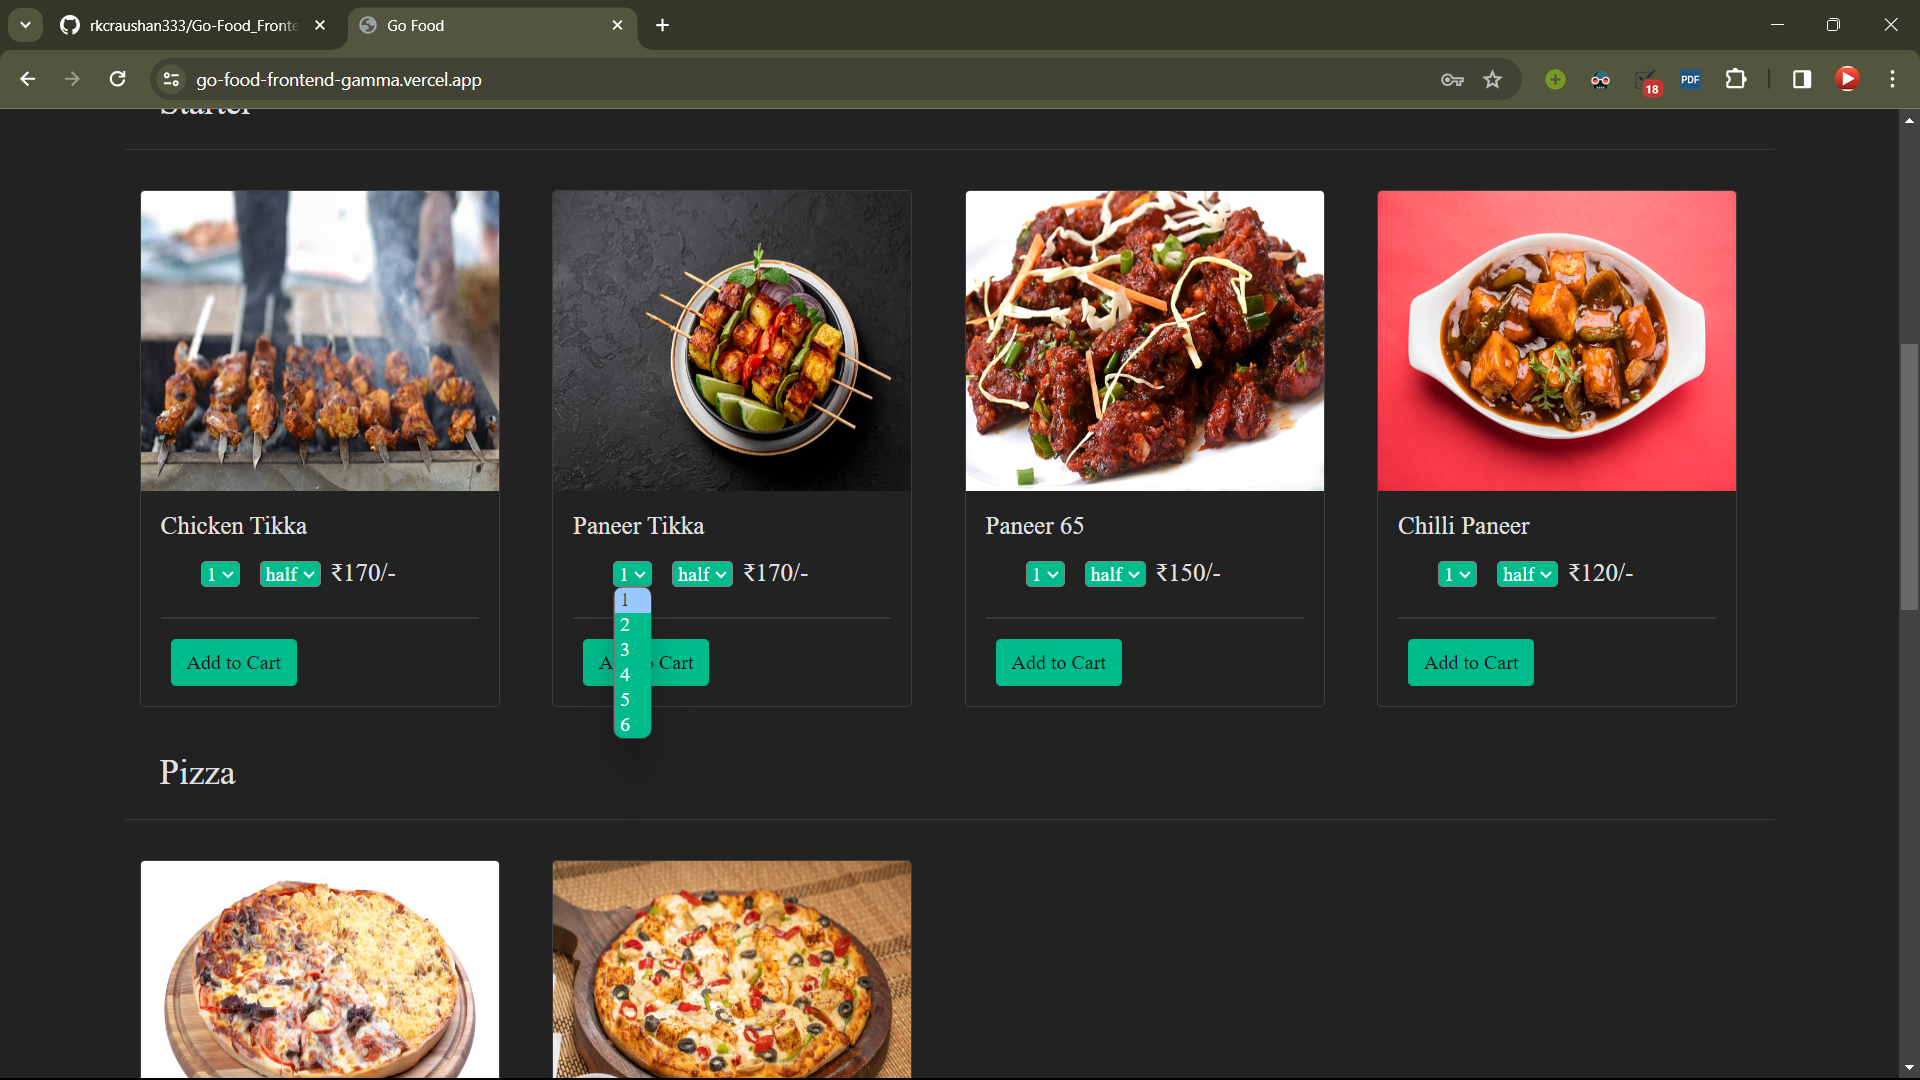 rkcraushan333/Go-Food_Fronte
Go Food
go-food-frontend-gamma.vercel.app
18
PDF
Starter
Chicken Tikka
1 half ₹170/-
Add to Cart
Paneer Tikka
1 half ₹170/-
1
2
3
4
5
6
Cart
Paneer 65
1 half ₹150/-
Add to Cart
Chilli Paneer
1 half ₹120/-
Add to Cart
Pizza